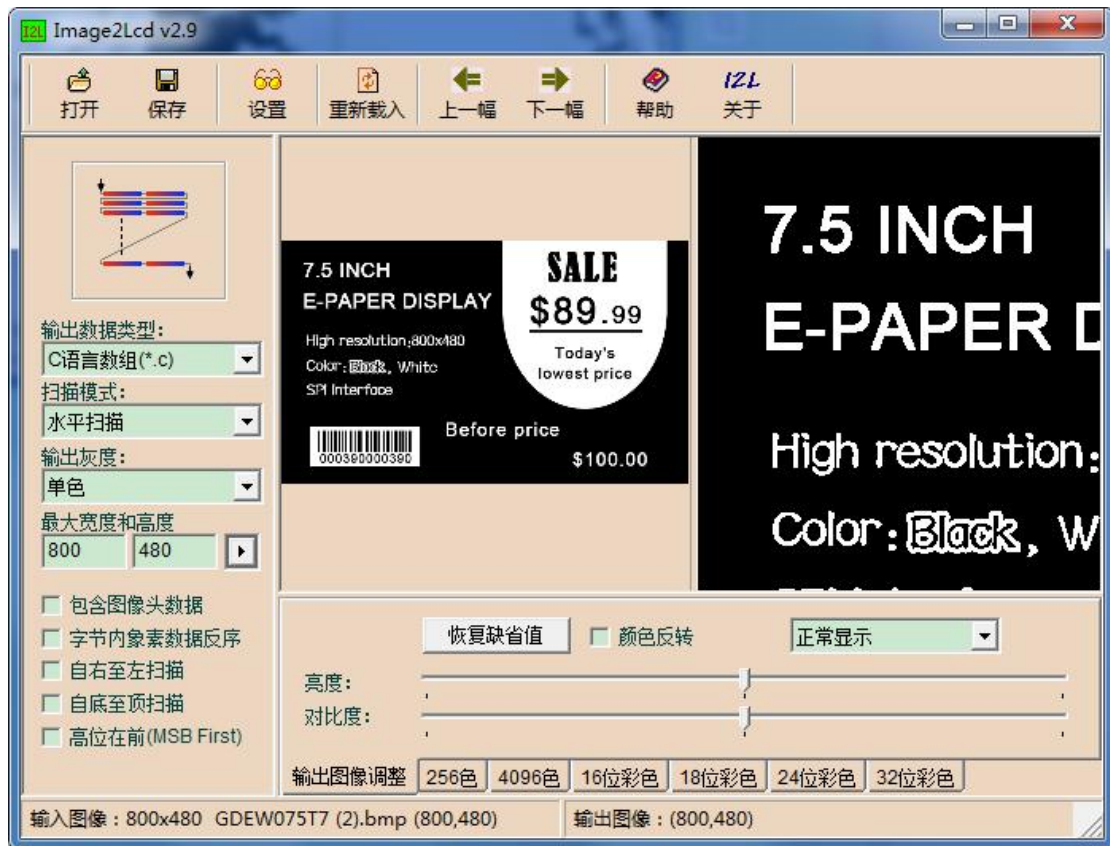 I2L Image2Lcd v2.9
打开 保存 设置 重新载入 上一幅 下一幅 帮助 I2L 关于
输出数据类型:
C语言数组(*.c)
扫描模式:
水平扫描
输出灰度:
单色
最大宽度和高度
800 480
包含图像头数据
字节内象素数据反序
自右至左扫描
自底至顶扫描
高位在前(MSB First)
7.5 INCH
E-PAPER DISPLAY
High resolution;800x480
Color:Black, White
SPI Interface
SALE
$89.99
Today's
lowest price
000390000390
Before price
$100.00
7.5 INCH
E-PAPER D
High resolution:
Color:Black, W
恢复缺省值 颜色反转 正常显示
亮度:
对比度:
输出图像调整 256色 4096色 16位彩色 18位彩色 24位彩色 32位彩色
输入图像:800x480 GDEW075T7 (2).bmp (800,480) 输出图像:(800,480)